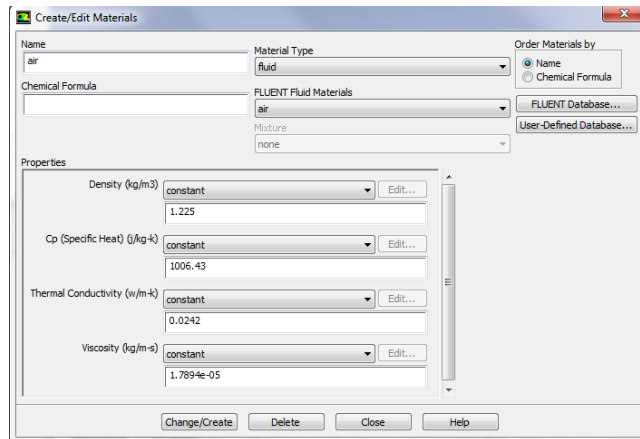 Create/Edit Materials
Name
air
Material Type
fluid
Order Materials by
Name
Chemical Formula
Chemical Formula
FLUENT Fluid Materials
air
FLUENT Database...
User-Defined Database...
Mixture
none
Properties
Density (kg/m3)
constant
Edit...
1.225
Cp (Specific Heat) (j/kg-k)
constant
Edit...
1006.43
Thermal Conductivity (w/m-k)
constant
Edit...
0.0242
Viscosity (kg/m-s)
constant
Edit...
1.7894e-05
Change/Create
Delete
Close
Help